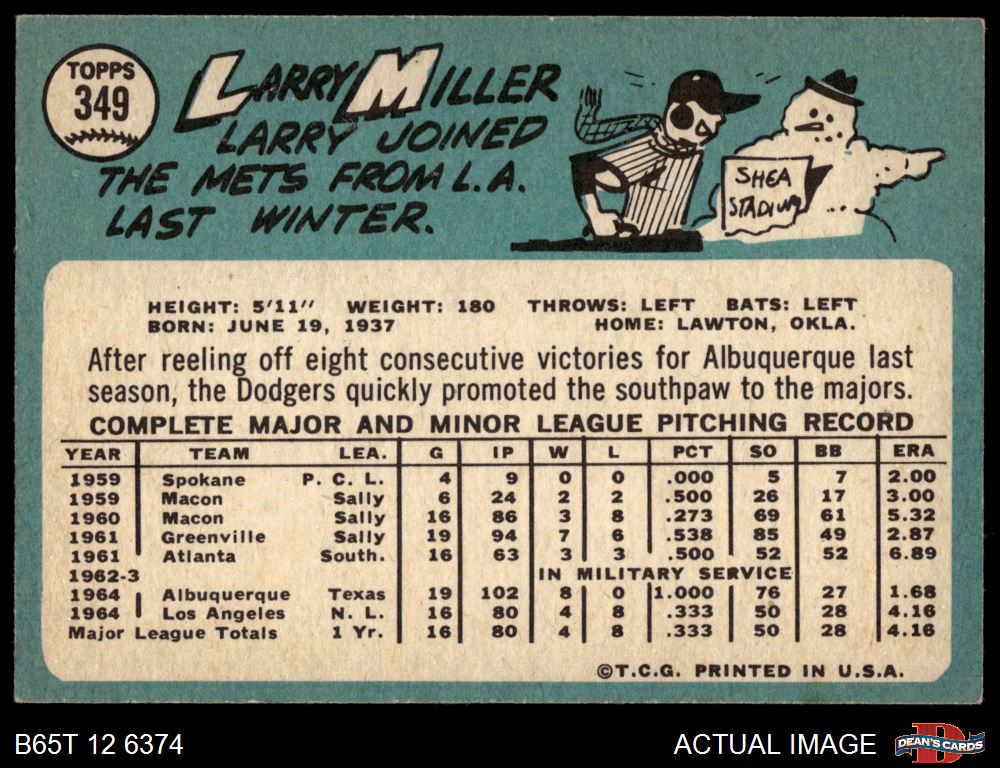 TOPPS
349
LARRY MILLER
LARRY JOINED
THE METS FROM L.A.
LAST WINTER.
SHEA
STADIUM
HEIGHT: 5'11" WEIGHT: 180 THROWS: LEFT BATS: LEFT
BORN: JUNE 19, 1937 HOME: LAWTON, OKLA.
After reeling off eight consecutive victories for Albuquerque last
season, the Dodgers quickly promoted the southpaw to the majors.
COMPLETE MAJOR AND MINOR LEAGUE PITCHING RECORD
YEAR TEAM LEA. G IP W L PCT SO BB ERA
1959 Spokane P. C. L. 4 9 0 0 .000 5 7 2.00
1959 Macon Sally 6 24 2 2 .500 26 17 3.00
1960 Macon Sally 16 86 3 8 .273 69 61 5.32
1961 Greenville Sally 19 94 7 6 .538 85 49 2.87
1961 Atlanta South. 16 63 3 3 .500 52 52 6.89
1962-3 IN MILITARY SERVICE
1964 Albuquerque Texas 19 102 8 0 1.000 76 27 1.68
1964 Los Angeles N. L. 16 80 4 8 .333 50 28 4.16
Major League Totals 1 Yr. 16 80 4 8 .333 50 28 4.16
©T.C.G. PRINTED IN U.S.A.
B65T 12 6374 ACTUAL IMAGE
D
DEAN'S CARDS